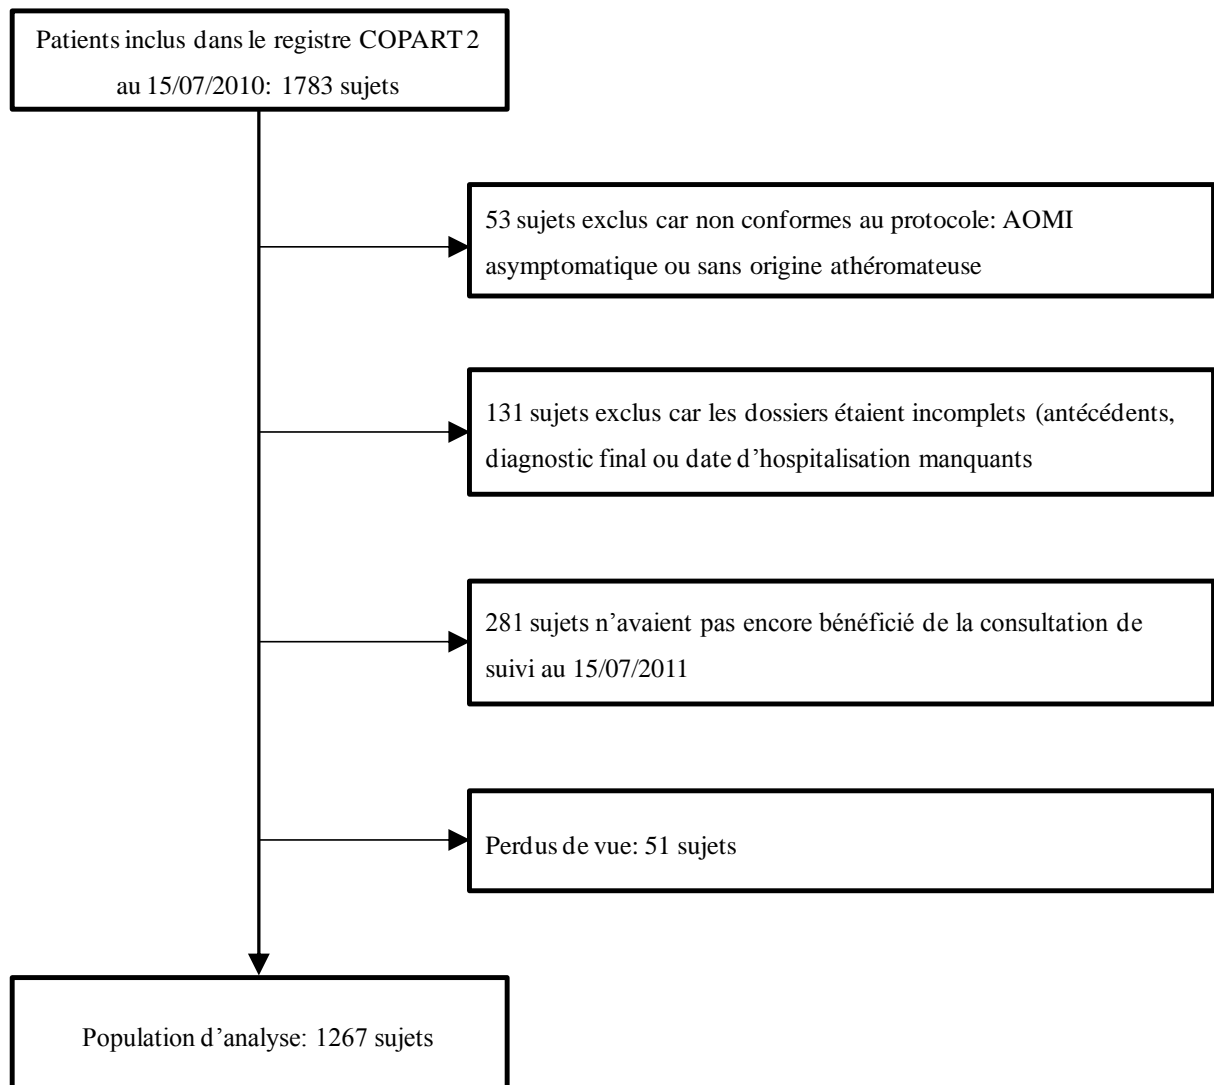 Patients inclus dans le registre COPART 2
au 15/07/2010: 1783 sujets
53 sujets exclus car non conformes au protocole: AOMI
asymptomatique ou sans origine athéromateuse
131 sujets exclus car les dossiers étaient incomplets (antécédents,
diagnostic final ou date d’hospitalisation manquants
281 sujets n’avaient pas encore bénéficié de la consultation de
suivi au 15/07/2011
Perdus de vue: 51 sujets
Population d’analyse: 1267 sujets